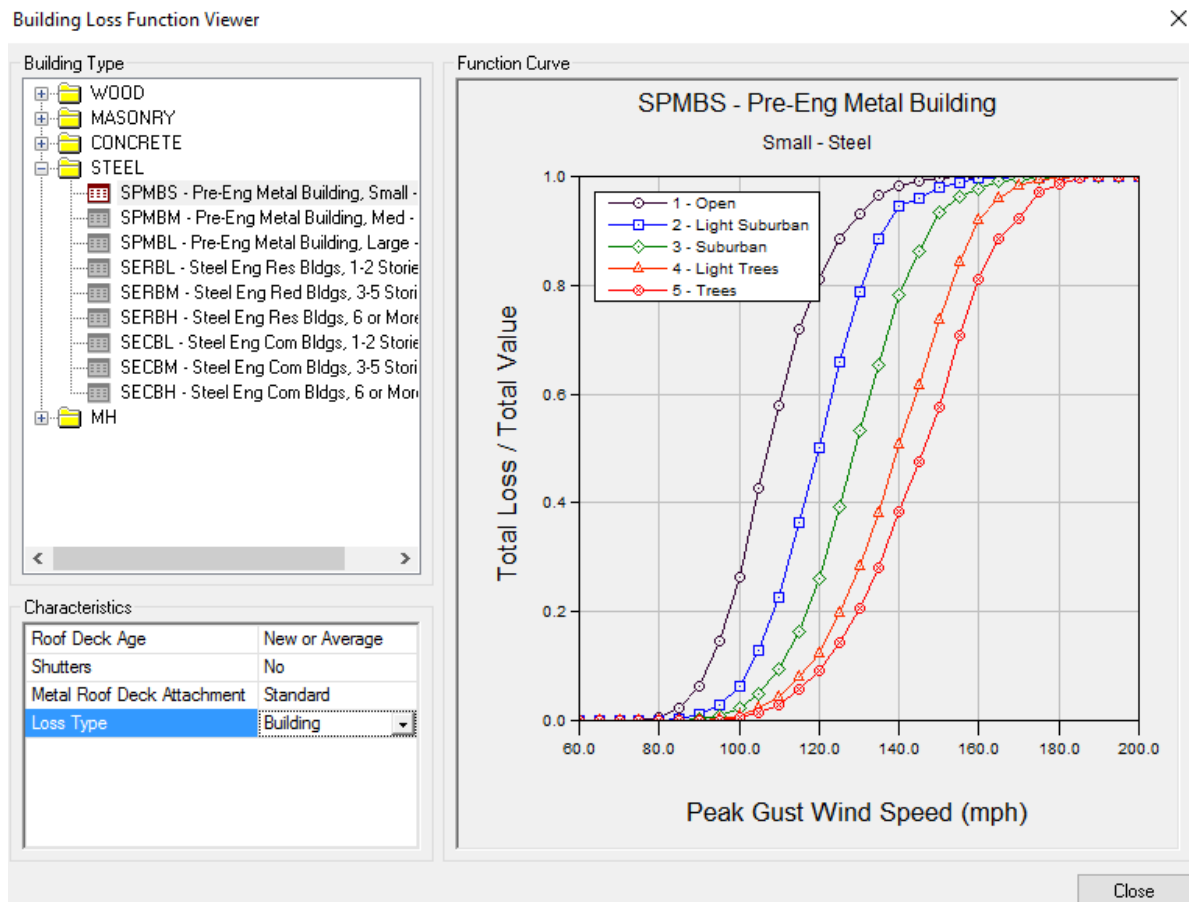 Building Loss Function Viewer
Building Type
WOOD
MASONRY
CONCRETE
STEEL
SPMBS - Pre-Eng Metal Building, Small -
SPMBM - Pre-Eng Metal Building, Med -
SPMBL - Pre-Eng Metal Building, Large -
SERBL - Steel Eng Res Bldgs, 1-2 Storie
SERBM - Steel Eng Red Bldgs, 3-5 Stori
SERBH - Steel Eng Res Bldgs, 6 or More
SECBL - Steel Eng Com Bldgs, 1-2 Storie
SECBM - Steel Eng Com Bldgs, 3-5 Stori
SECBH - Steel Eng Com Bldgs, 6 or More
MH
Characteristics
Roof Deck Age New or Average
Shutters No
Metal Roof Deck Attachment Standard
Loss Type Building
Function Curve
SPMBS - Pre-Eng Metal Building
Small - Steel
1 - Open
2 - Light Suburban
3 - Suburban
4 - Light Trees
5 - Trees
Total Loss / Total Value
1.0
0.8
0.6
0.4
0.2
0.0
60.0 80.0 100.0 120.0 140.0 160.0 180.0 200.0
Peak Gust Wind Speed (mph)
Close